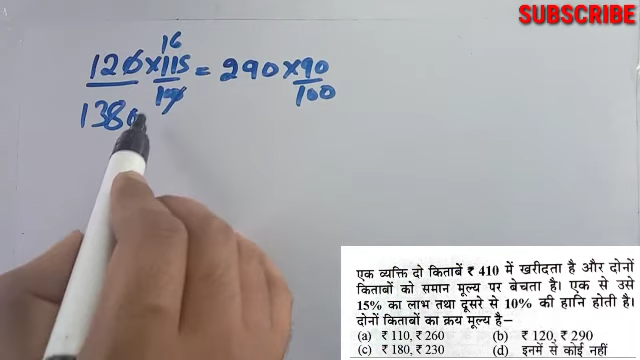 SUBSCRIBE
16
120 × 115 = 290 × 90
100 100
138
एक व्यक्ति दो किताबें ₹ 410 में खरीदता है और दोनों
किताबों को समान मूल्य पर बेचता है। एक से उसे
15% का लाभ तथा दूसरे से 10% की हानि होती है।
दोनों किताबों का क्रय मूल्य है–
(a) ₹ 110, ₹ 260 (b) ₹ 120, ₹ 290
(c) ₹ 180, ₹ 230 (d) इनमें से कोई नहीं